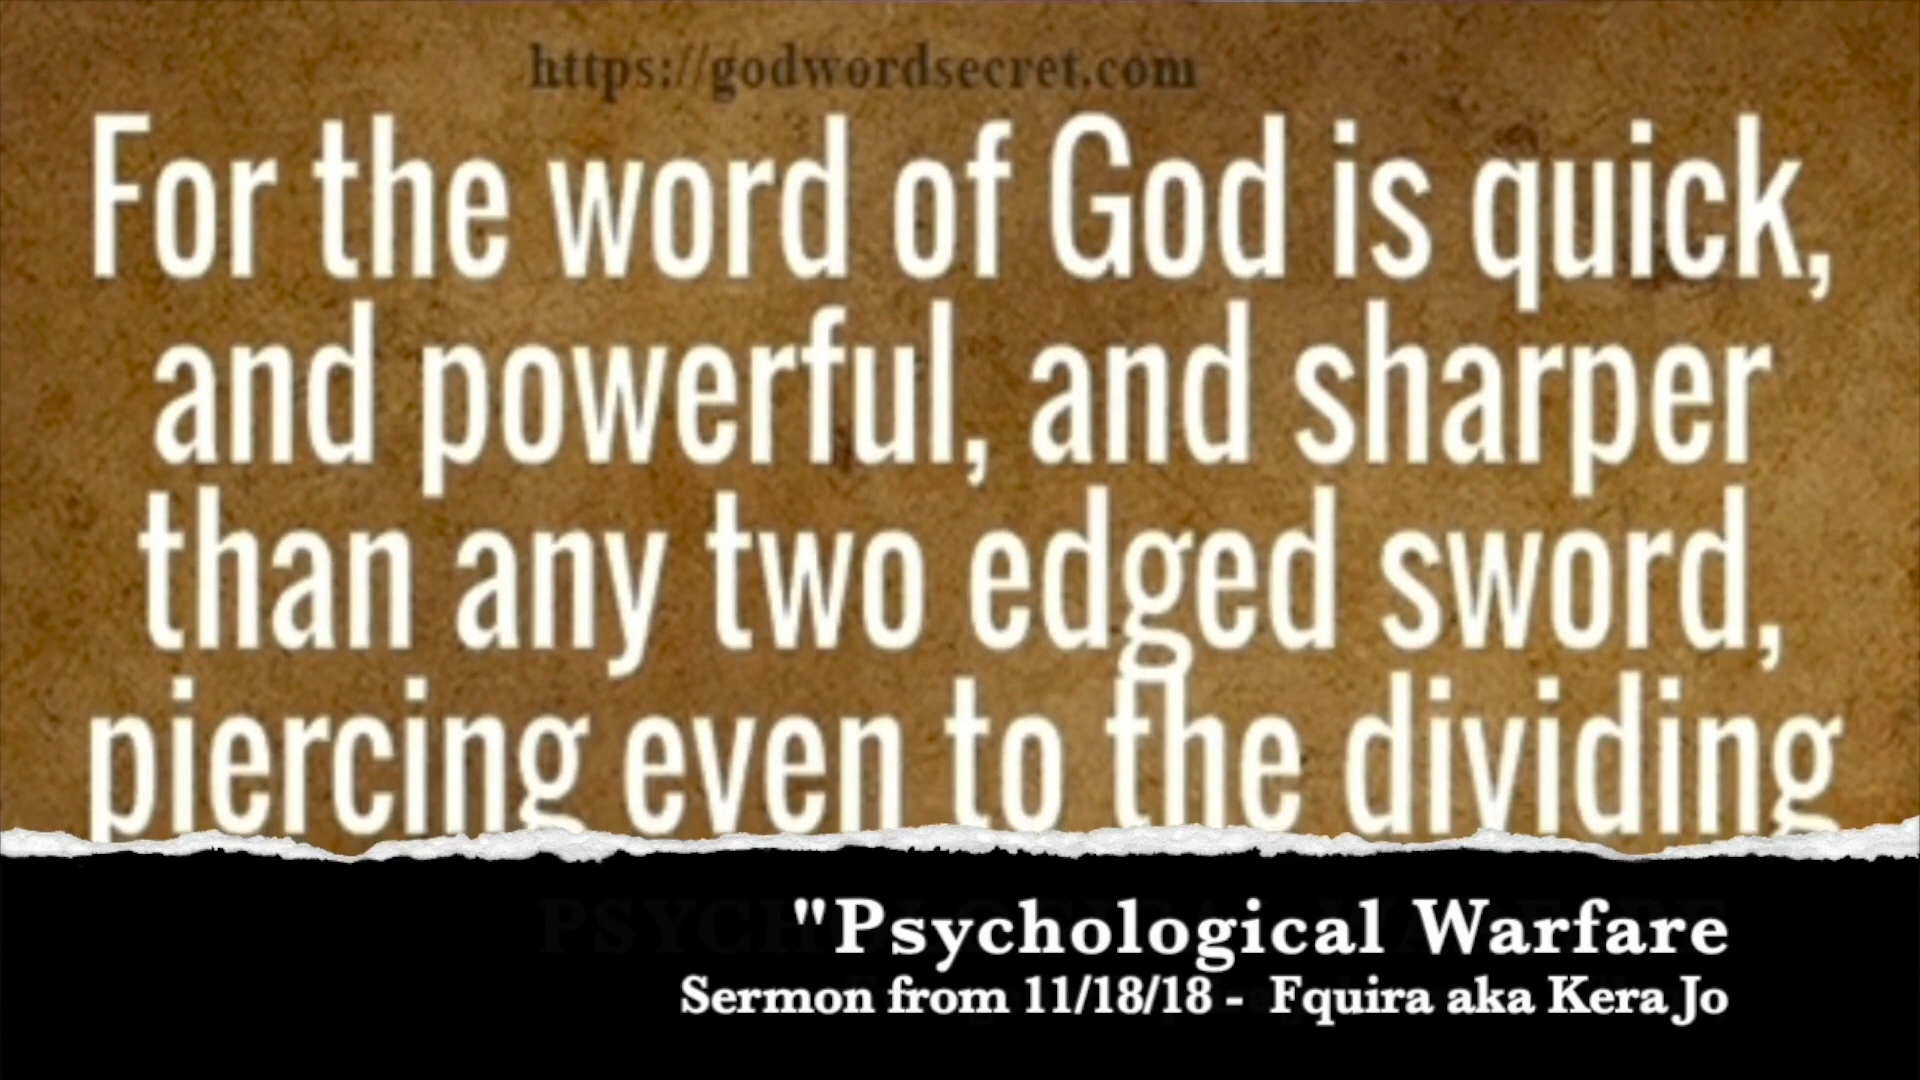 https://godwordsecret.com
For the word of God is quick,
and powerful, and sharper
than any two edged sword,
piercing even to the dividing
"Psychological Warfare
Sermon from 11/18/18 - Fquira aka Kera Jo